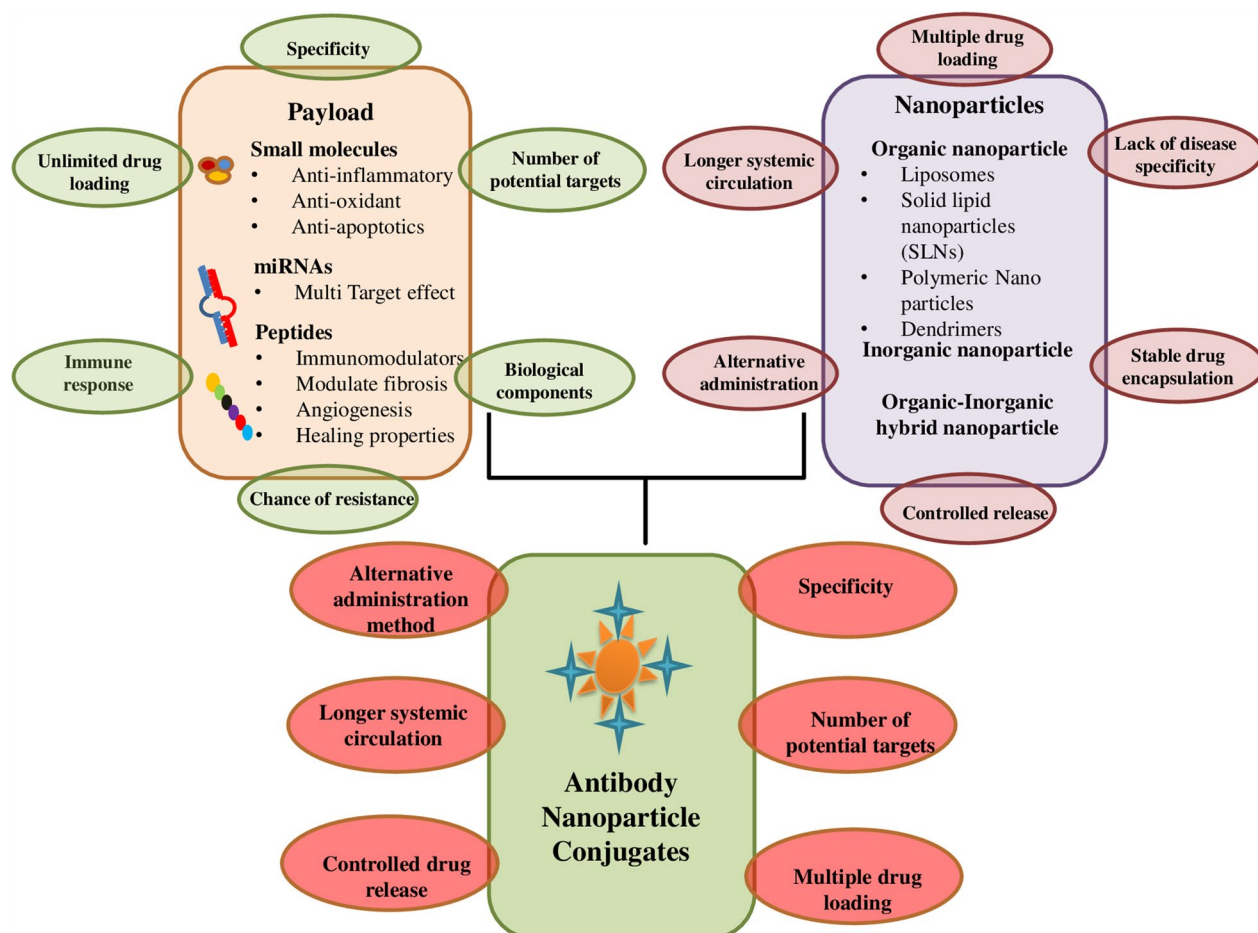 Specificity
Payload
Unlimited drug
loading
Number of
potential targets
Small molecules
• Anti-inflammatory
• Anti-oxidant
• Anti-apoptotics
miRNAs
• Multi Target effect
Peptides
• Immunomodulators
• Modulate fibrosis
• Angiogenesis
• Healing properties
Immune
response
Biological
components
Chance of resistance
Multiple drug
loading
Nanoparticles
Longer systemic
circulation
Lack of disease
specificity
Organic nanoparticle
• Liposomes
• Solid lipid
nanoparticles
(SLNs)
• Polymeric Nano
particles
• Dendrimers
Inorganic nanoparticle
Organic-Inorganic
hybrid nanoparticle
Alternative
administration
Stable drug
encapsulation
Controlled release
Alternative
administration
method
Specificity
Longer systemic
circulation
Number of
potential targets
Antibody
Nanoparticle
Conjugates
Controlled drug
release
Multiple drug
loading